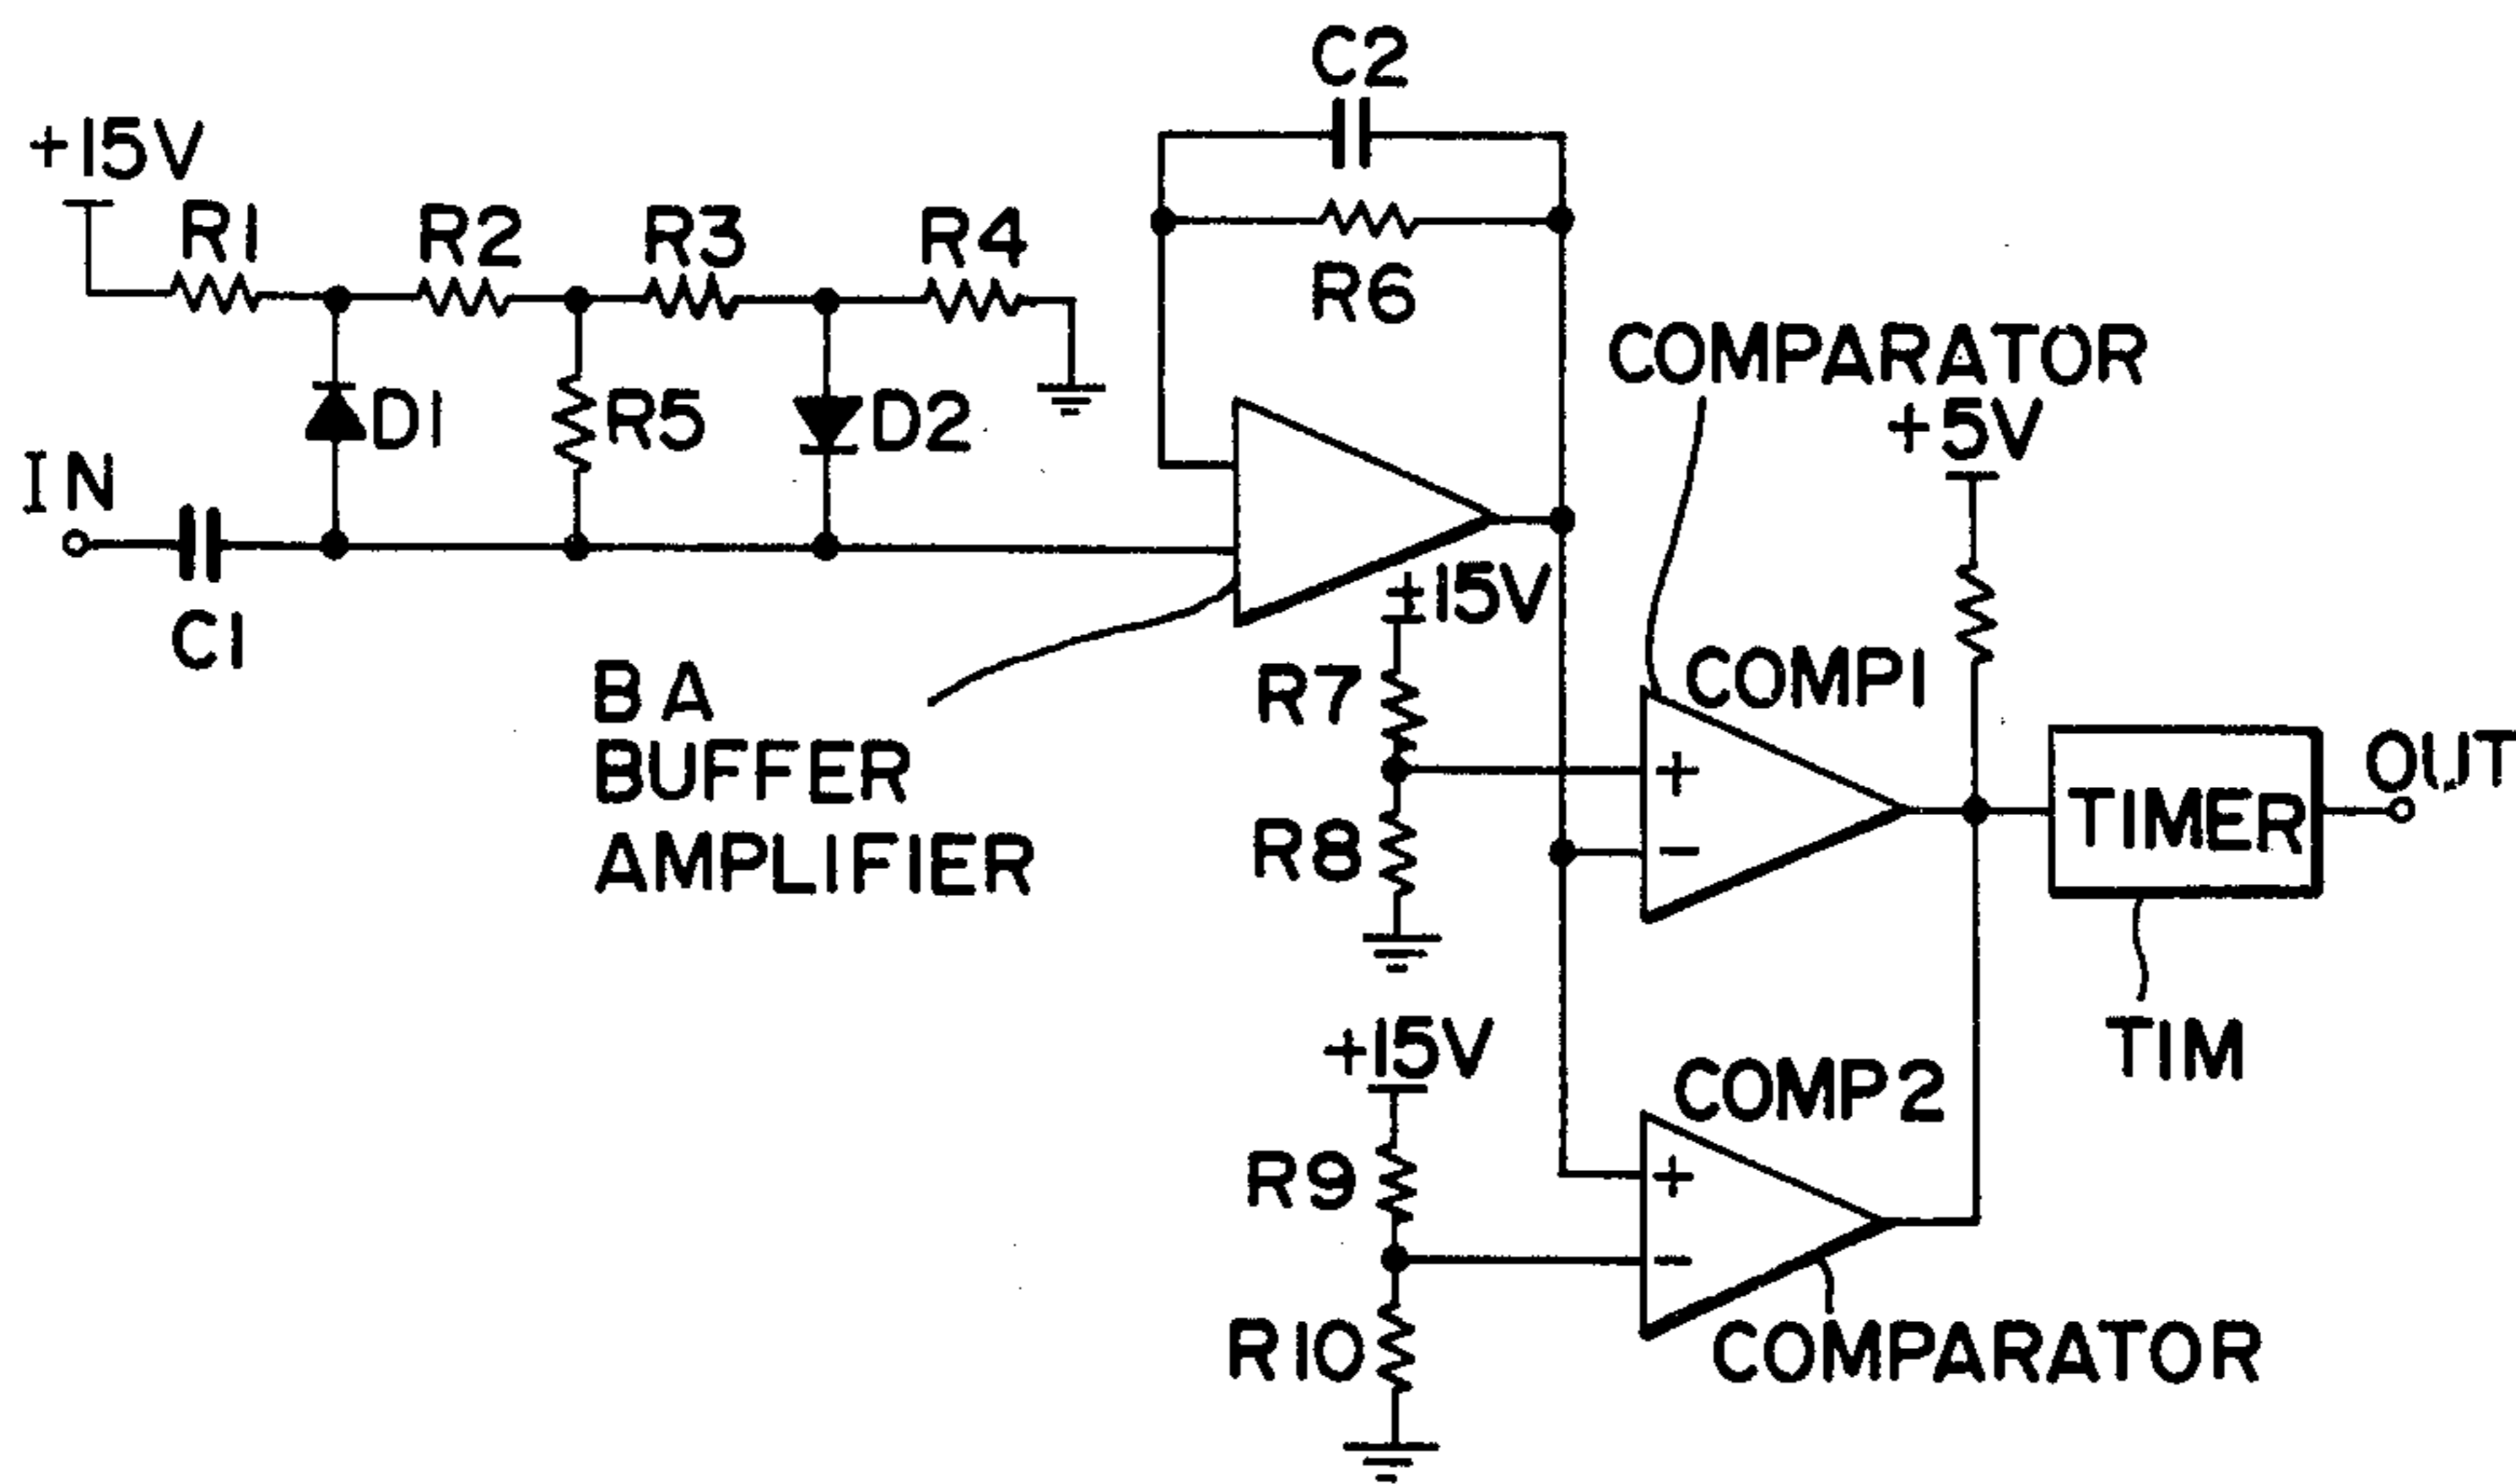 C2
+15V
R1
R2
R3
R4
R6
COMPARATOR
+5V
D1
R5
D2
IN
+15V
C1
BA
BUFFER
AMPLIFIER
R7
COMP1
+
OUT
TIMER
R8
−
TIM
+15V
COMP2
R9
+
−
R10
COMPARATOR